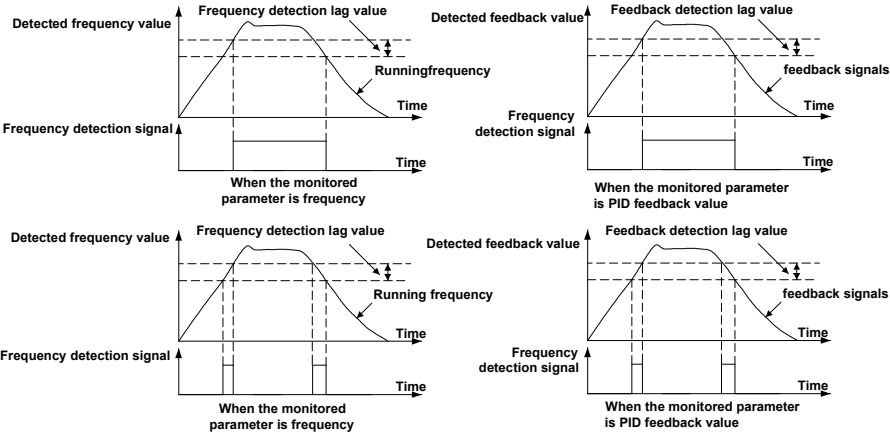 Frequency detection lag value
Detected frequency value
Runningfrequency
Time
Frequency detection signal
Time
When the monitored
parameter is frequency
Feedback detection lag value
Detected feedback value
feedback signals
Time
Frequency
detection signal
Time
When the monitored parameter
is PID feedback value
Frequency detection lag value
Detected frequency value
Running frequency
Time
Frequency detection signal
Time
When the monitored
parameter is frequency
Feedback detection lag value
Detected feedback value
feedback signals
Time
Frequency
detection signal
Time
When the monitored parameter
is PID feedback value